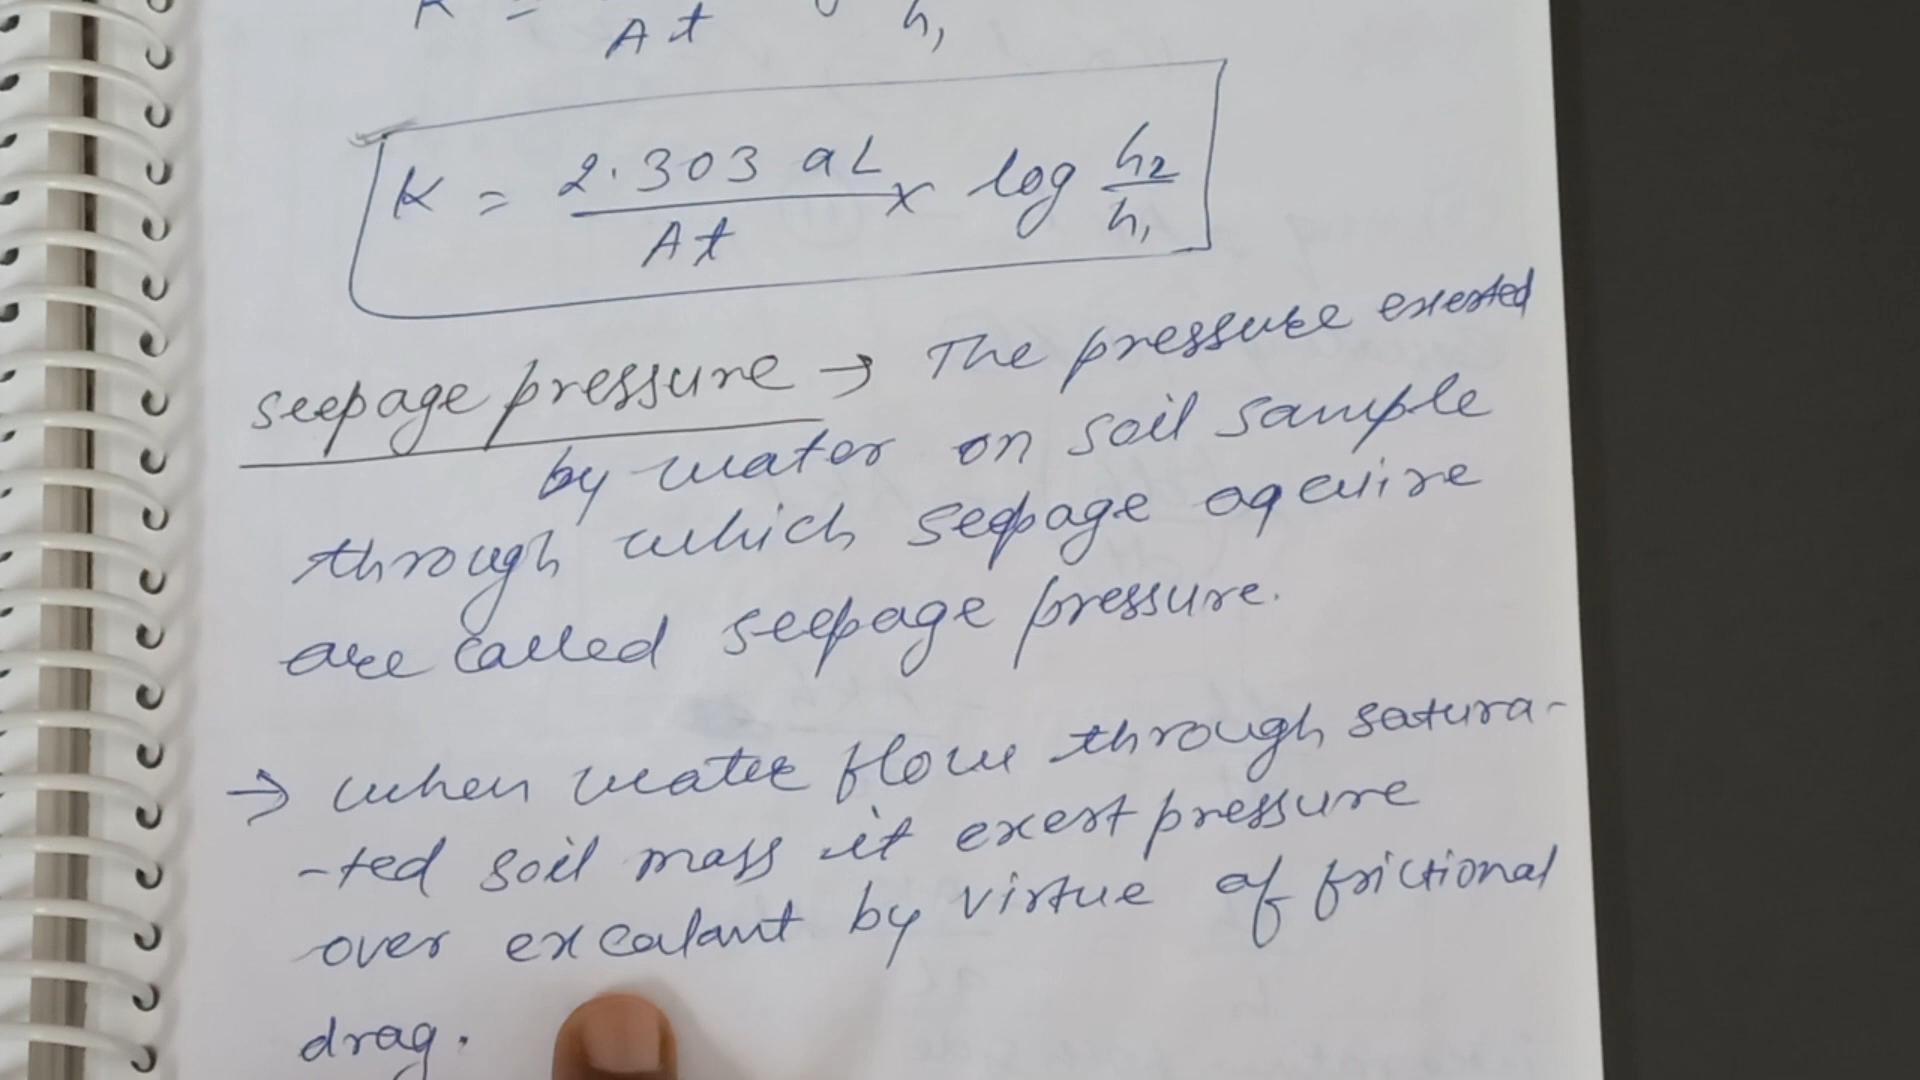 K = At h₁
K = 2.303 aL / At × log h₂ / h₁
seepage pressure → The pressure exerted
by water on soil sample
through which seepage aquire
are called seepage pressure.
→ when water flow through satura-
-ted soil mass it exert pressure
over excalant by virtue of frictional
drag.